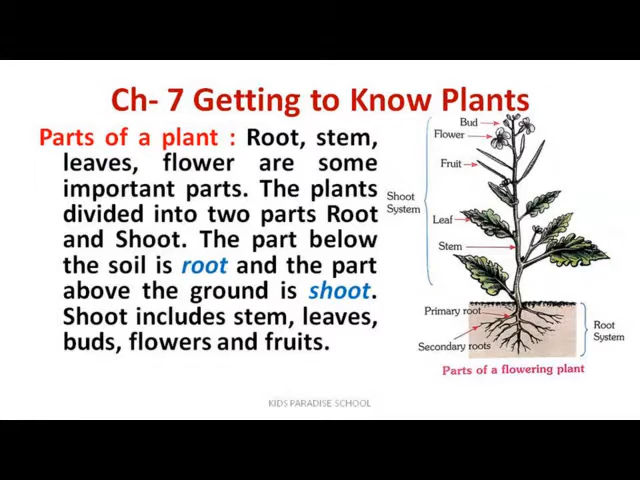 Ch- 7 Getting to Know Plants
Parts of a plant : Root, stem,
leaves, flower are some
important parts. The plants
divided into two parts Root
and Shoot. The part below
the soil is root and the part
above the ground is shoot.
Shoot includes stem, leaves,
buds, flowers and fruits.
Bud
Flower
Fruit
Shoot
System
Leaf
Stem
Primary root
Secondary roots
Root
System
Parts of a flowering plant
KIDS PARADISE SCHOOL